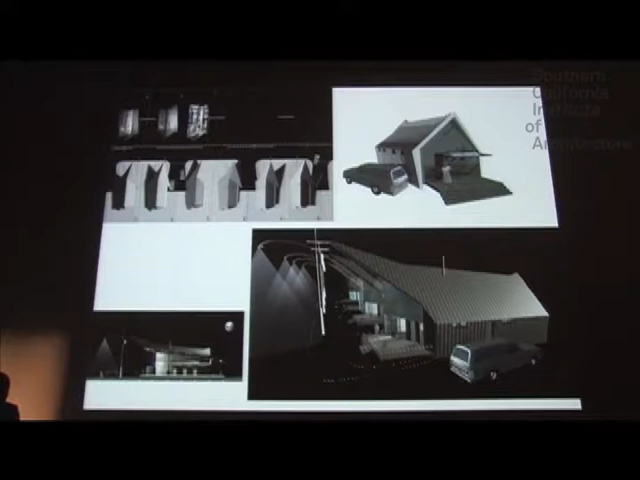 Southern
California
Institute
of
Architecture